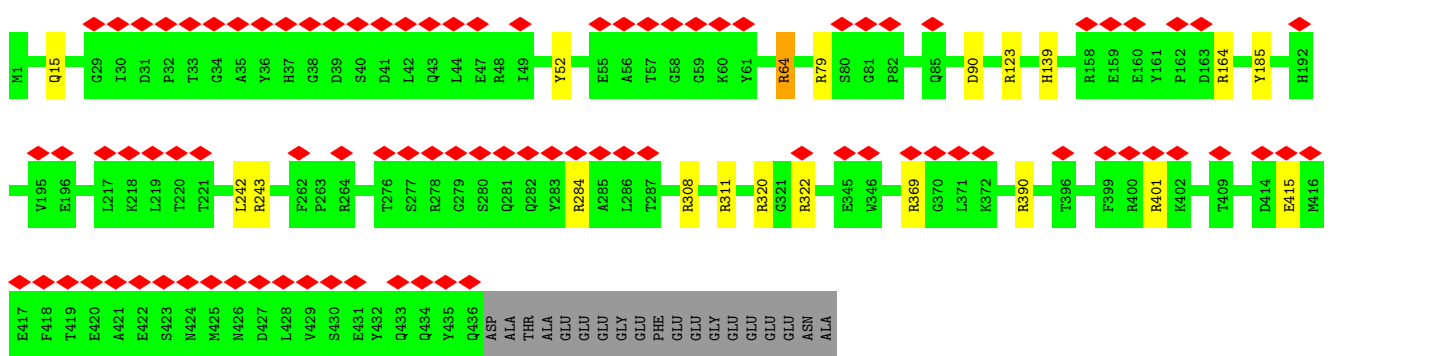 M1 Q15 G29 I30 D31 P32 T33 G34 A35 Y36 H37 G38 D39 S40 D41 L42 Q43 L44 E47 R48 I49 Y52 E55 A56 T57 G58 G59 K60 Y61 R64 R79 S80 G81 P82 Q85 D90 R123 H139 R158 E159 E160 Y161 P162 D163 R164 Y185 H192
V195 E196 L217 K218 L219 T220 T221 L242 R243 F262 P263 R264 T276 S277 R278 G279 S280 Q281 Q282 Y283 R284 A285 L286 T287 R308 R311 R320 G321 R322 E345 W346 R369 G370 L371 K372 R390 T396 F399 R400 R401 K402 T409 D414 E415 M416
E417 F418 T419 E420 A421 E422 S423 N424 M425 N426 D427 L428 V429 S430 E431 Y432 Q433 Q434 Y435 Q436 ASP ALA THR ALA GLU GLU GLU GLY GLU PHE GLU GLU GLY GLU GLU GLU GLU ASN ALA